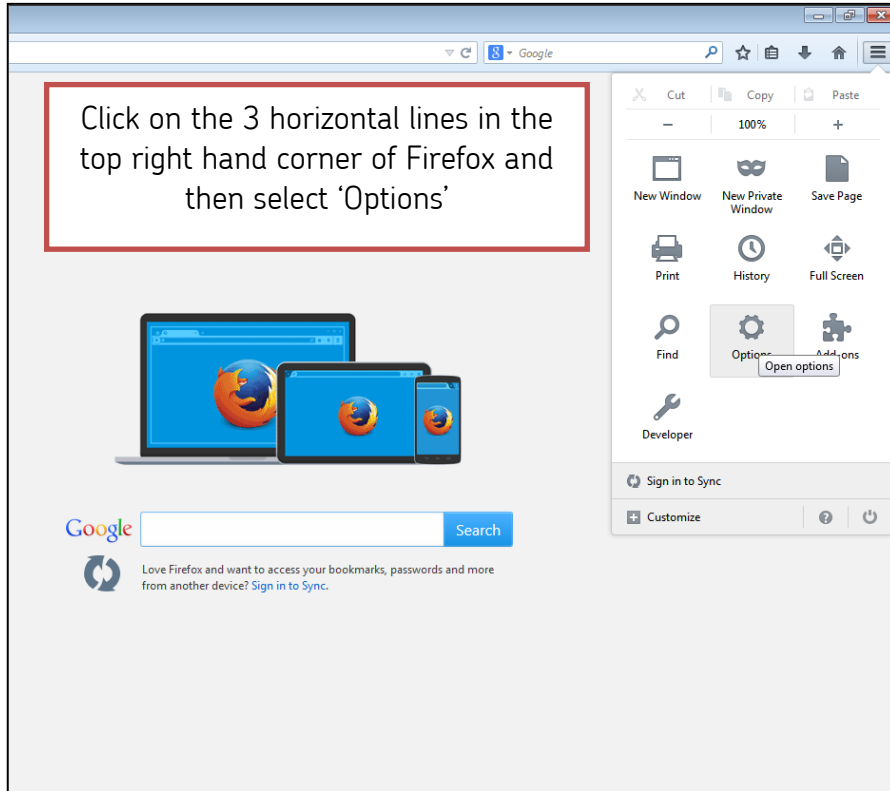 Google
Click on the 3 horizontal lines in the
top right hand corner of Firefox and
then select ‘Options’
Cut Copy Paste
100%
New Window New Private Window Save Page
Print History Full Screen
Find Options Add-ons
Open options
Developer
Sign in to Sync
Customize
Google Search
Love Firefox and want to access your bookmarks, passwords and more
from another device? Sign in to Sync.